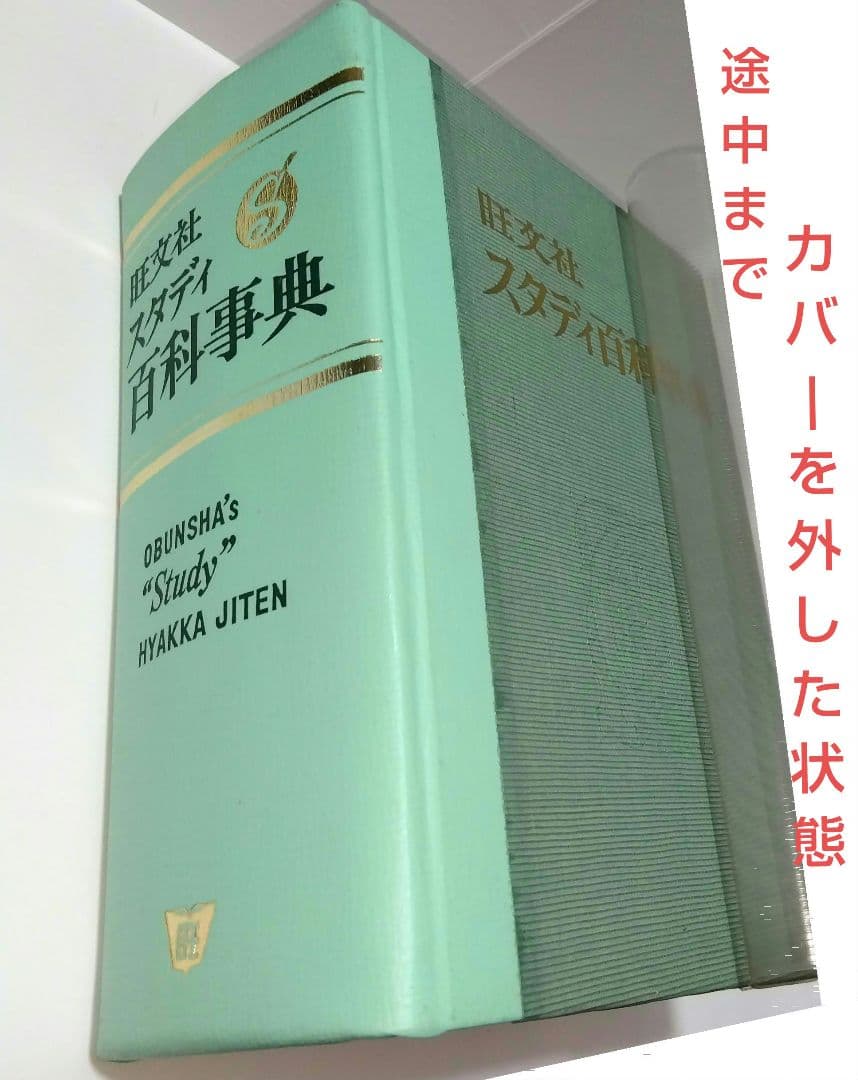 旺文社
スタディ
百科事典
OBUNSHA's
"Study"
HYAKKA JITEN
旺文社
スタディ百科
途中まで
カバーを外した状態